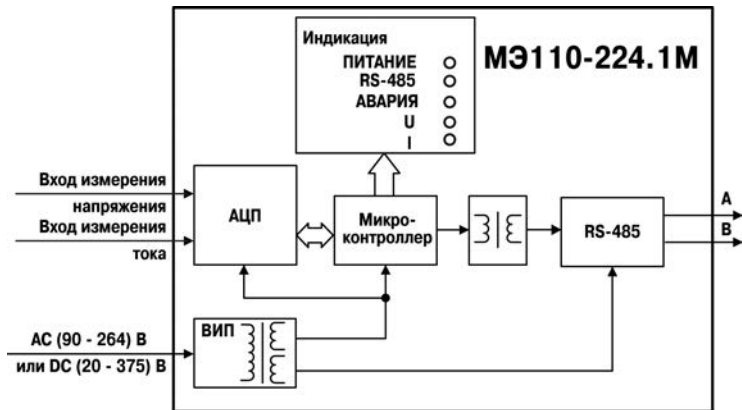 Индикация
ПИТАНИЕ
RS-485
АВАРИЯ
U
I
МЭ110-224.1М
Вход измерения
напряжения
Вход измерения
тока
АЦП
Микро-
контроллер
RS-485
A
B
ВИП
AC (90 - 264) В
или DC (20 - 375) В